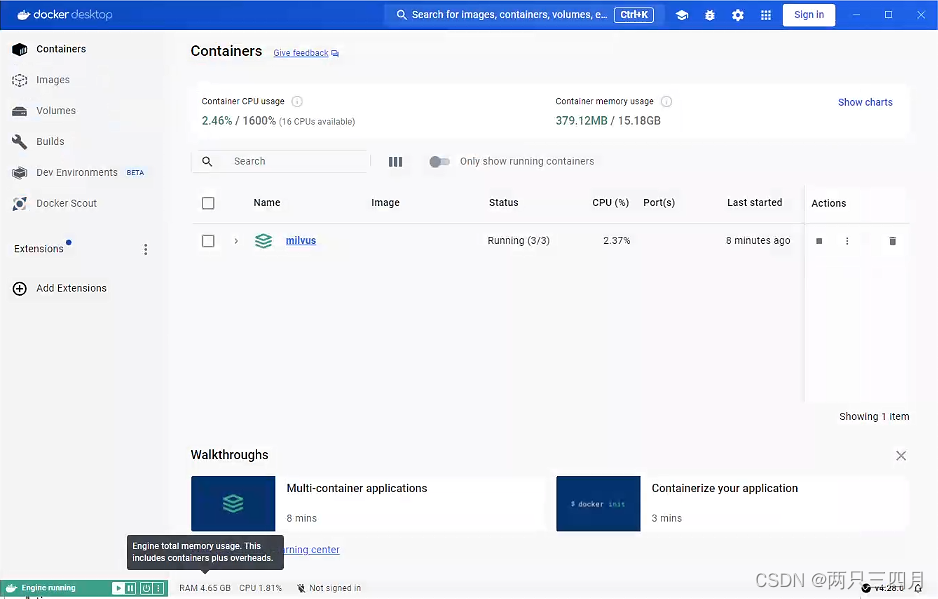 docker desktop
Search for images, containers, volumes, e...
Ctrl+K
Sign in
Containers
Images
Volumes
Builds
Dev Environments BETA
Docker Scout
Extensions
Add Extensions
Containers
Give feedback
Container CPU usage
2.46% / 1600% (16 CPUs available)
Container memory usage
379.12MB / 15.18GB
Show charts
Search
Only show running containers
Name Image Status CPU (%) Port(s) Last started Actions
milvus Running (3/3) 2.37% 8 minutes ago
Showing 1 item
Walkthroughs
Multi-container applications
8 mins
$ docker init
Containerize your application
3 mins
Engine total memory usage. This
includes containers plus overheads.
arning center
Engine running
RAM 4.65 GB CPU 1.81% Not signed in
CSDN @两只三四月